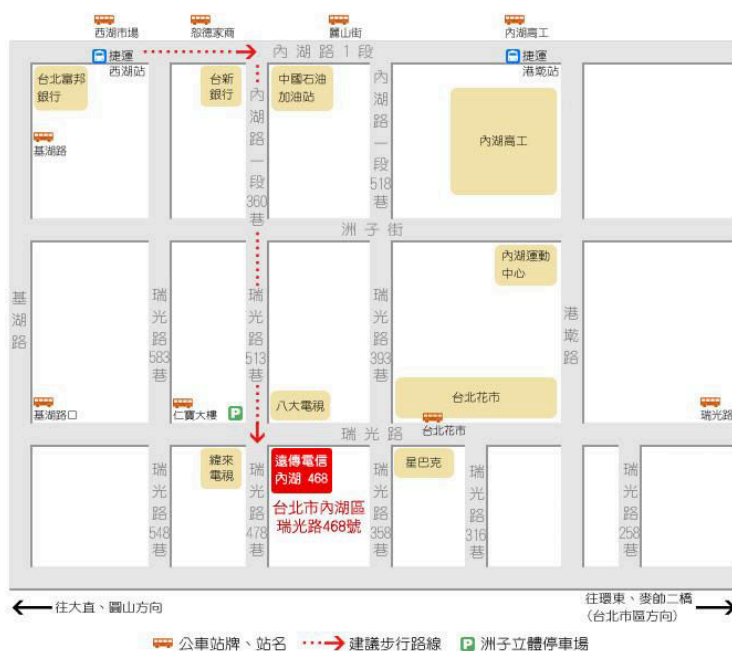 西湖市場
郃德家商
麗山街
內湖高工
捷運
西湖站
內湖路1段
捷運
港墘站
台北富邦
銀行
台新
銀行
內湖路一段360巷
中國石油
加油站
內湖路一段518巷
內湖高工
基湖路
洲子街
內湖運動
中心
基湖路
瑞光路583巷
瑞光路513巷
瑞光路393巷
港墘路
基湖路口
仁寶大樓
P
八大電視
台北花市
瑞光路
瑞光路
台北花市
緯來
電視
遠傳電信
內湖 468
星巴克
台北市內湖區
瑞光路468號
瑞光路548巷
瑞光路478巷
瑞光路358巷
瑞光路316巷
瑞光路258巷
往大直、圓山方向
往環東、麥帥二橋
(台北市區方向)
公車站牌、站名
建議步行路線
P 洲子立體停車場